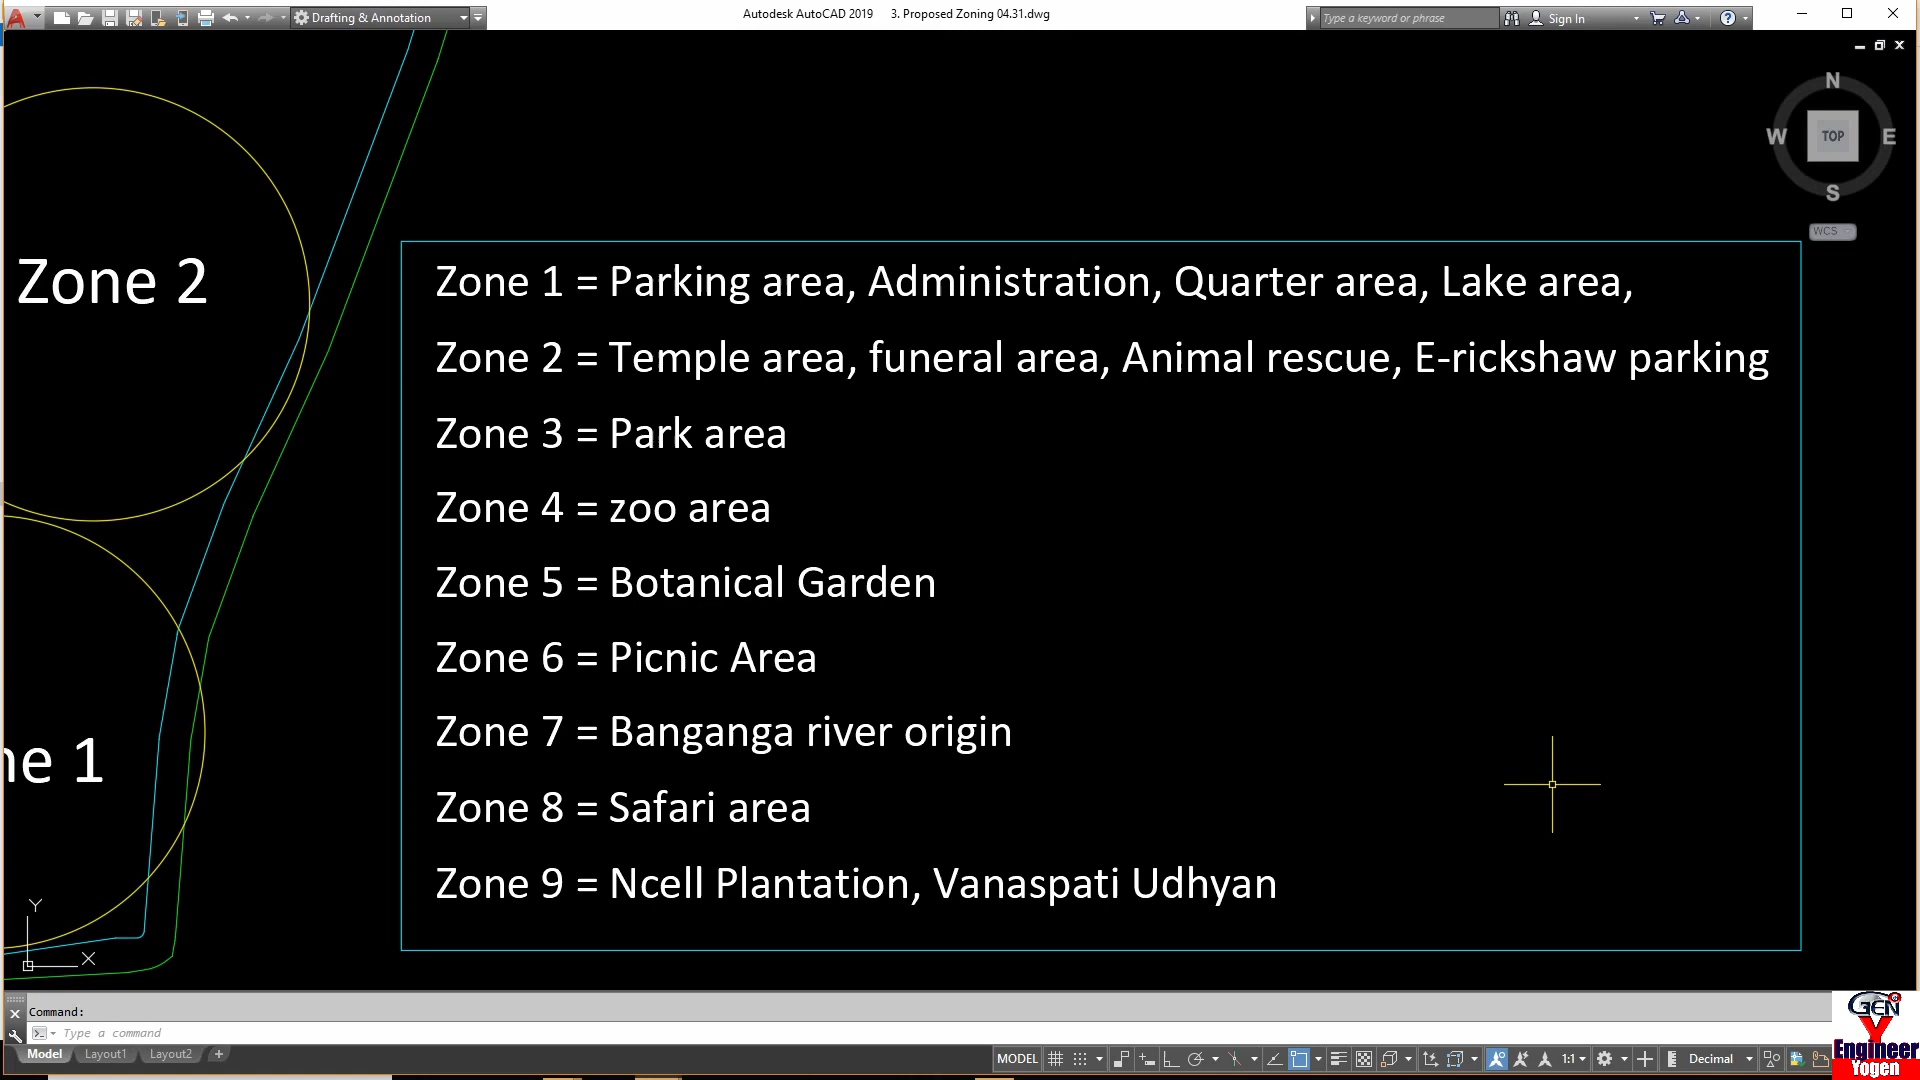 Drafting & Annotation
Autodesk AutoCAD 2019 3. Proposed Zoning 04.31.dwg
Type a keyword or phrase
Sign In
N
W TOP E
S
WCS
Zone 2
ne 1
Zone 1 = Parking area, Administration, Quarter area, Lake area,
Zone 2 = Temple area, funeral area, Animal rescue, E-rickshaw parking
Zone 3 = Park area
Zone 4 = zoo area
Zone 5 = Botanical Garden
Zone 6 = Picnic Area
Zone 7 = Banganga river origin
Zone 8 = Safari area
Zone 9 = Ncell Plantation, Vanaspati Udhyan
Y
X
Command:
Type a command
Model Layout1 Layout2 +
MODEL 1:1 Decimal
GEN
Y
Engineer
Yogen